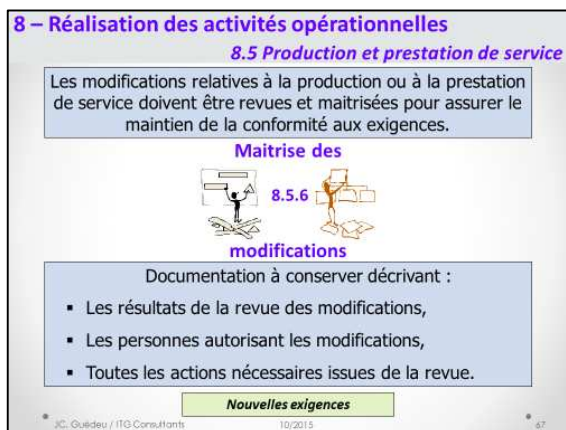 8 – Réalisation des activités opérationnelles
8.5 Production et prestation de service
Les modifications relatives à la production ou à la prestation
de service doivent être revues et maitrisées pour assurer le
maintien de la conformité aux exigences.
Maitrise des
8.5.6
modifications
Documentation à conserver décrivant :
▪ Les résultats de la revue des modifications,
▪ Les personnes autorisant les modifications,
▪ Toutes les actions nécessaires issues de la revue.
Nouvelles exigences
JC. Guédeu / ITG Consultants 10/2015 67